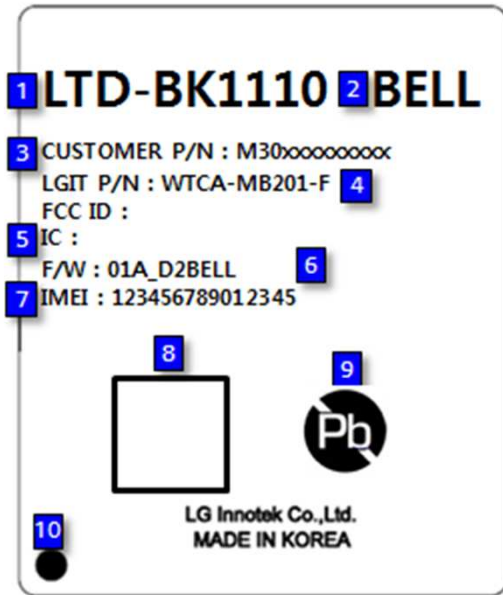 1 LTD-BK1110 2 BELL
3 CUSTOMER P/N : M30xxxxxxxxx
LGIT P/N : WTCA-MB201-F 4
FCC ID :
5 IC :
F/W : 01A_D2BELL 6
7 IMEI : 123456789012345
8 9
Pb
LG Innotek Co.,Ltd.
10 MADE IN KOREA